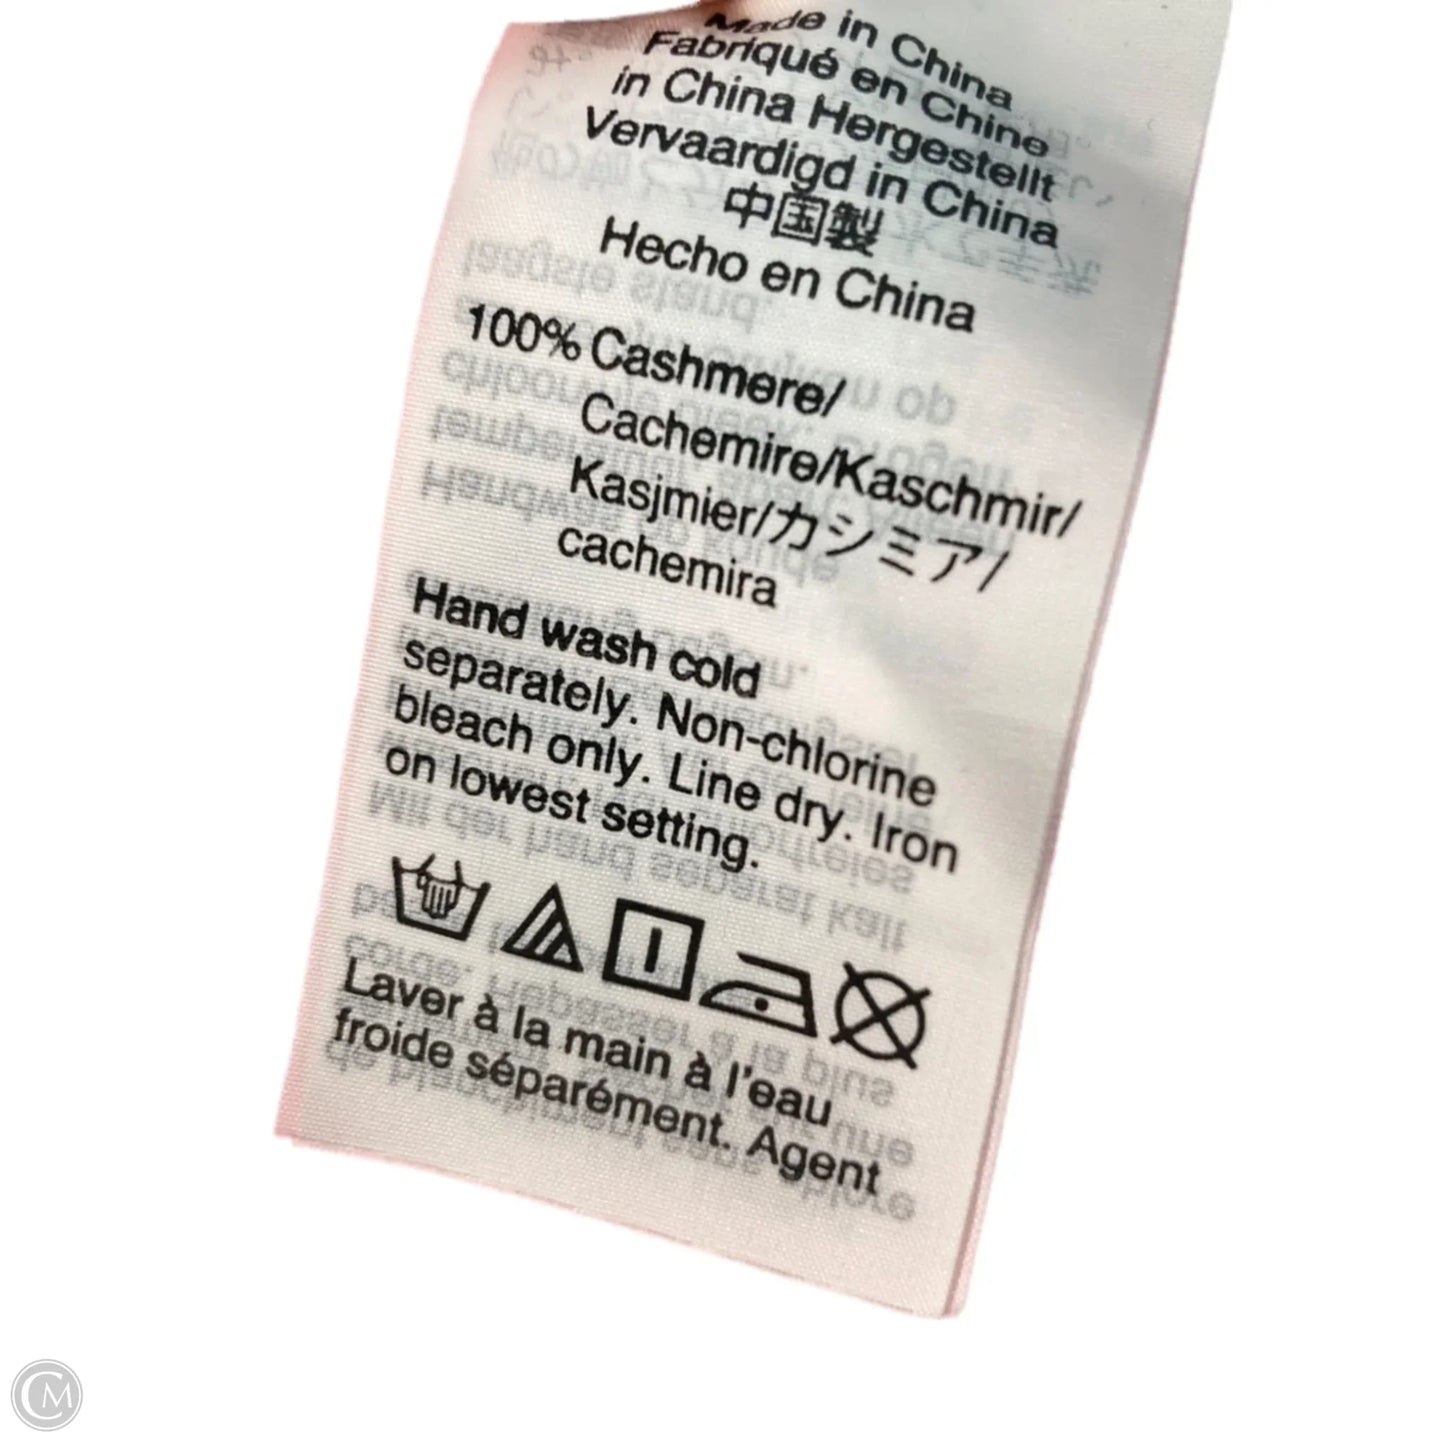 Made in China
Fabriqué en Chine
in China Hergestellt
Vervaardigd in China
中国製
Hecho en China
100% Cashmere/
Cachemire/Kaschmir/
Kasjmier/カシミア/
cachemira
Hand wash cold
separately. Non-chlorine
bleach only. Line dry. Iron
on lowest setting.
Laver à la main à l'eau
froide séparément. Agent
CM